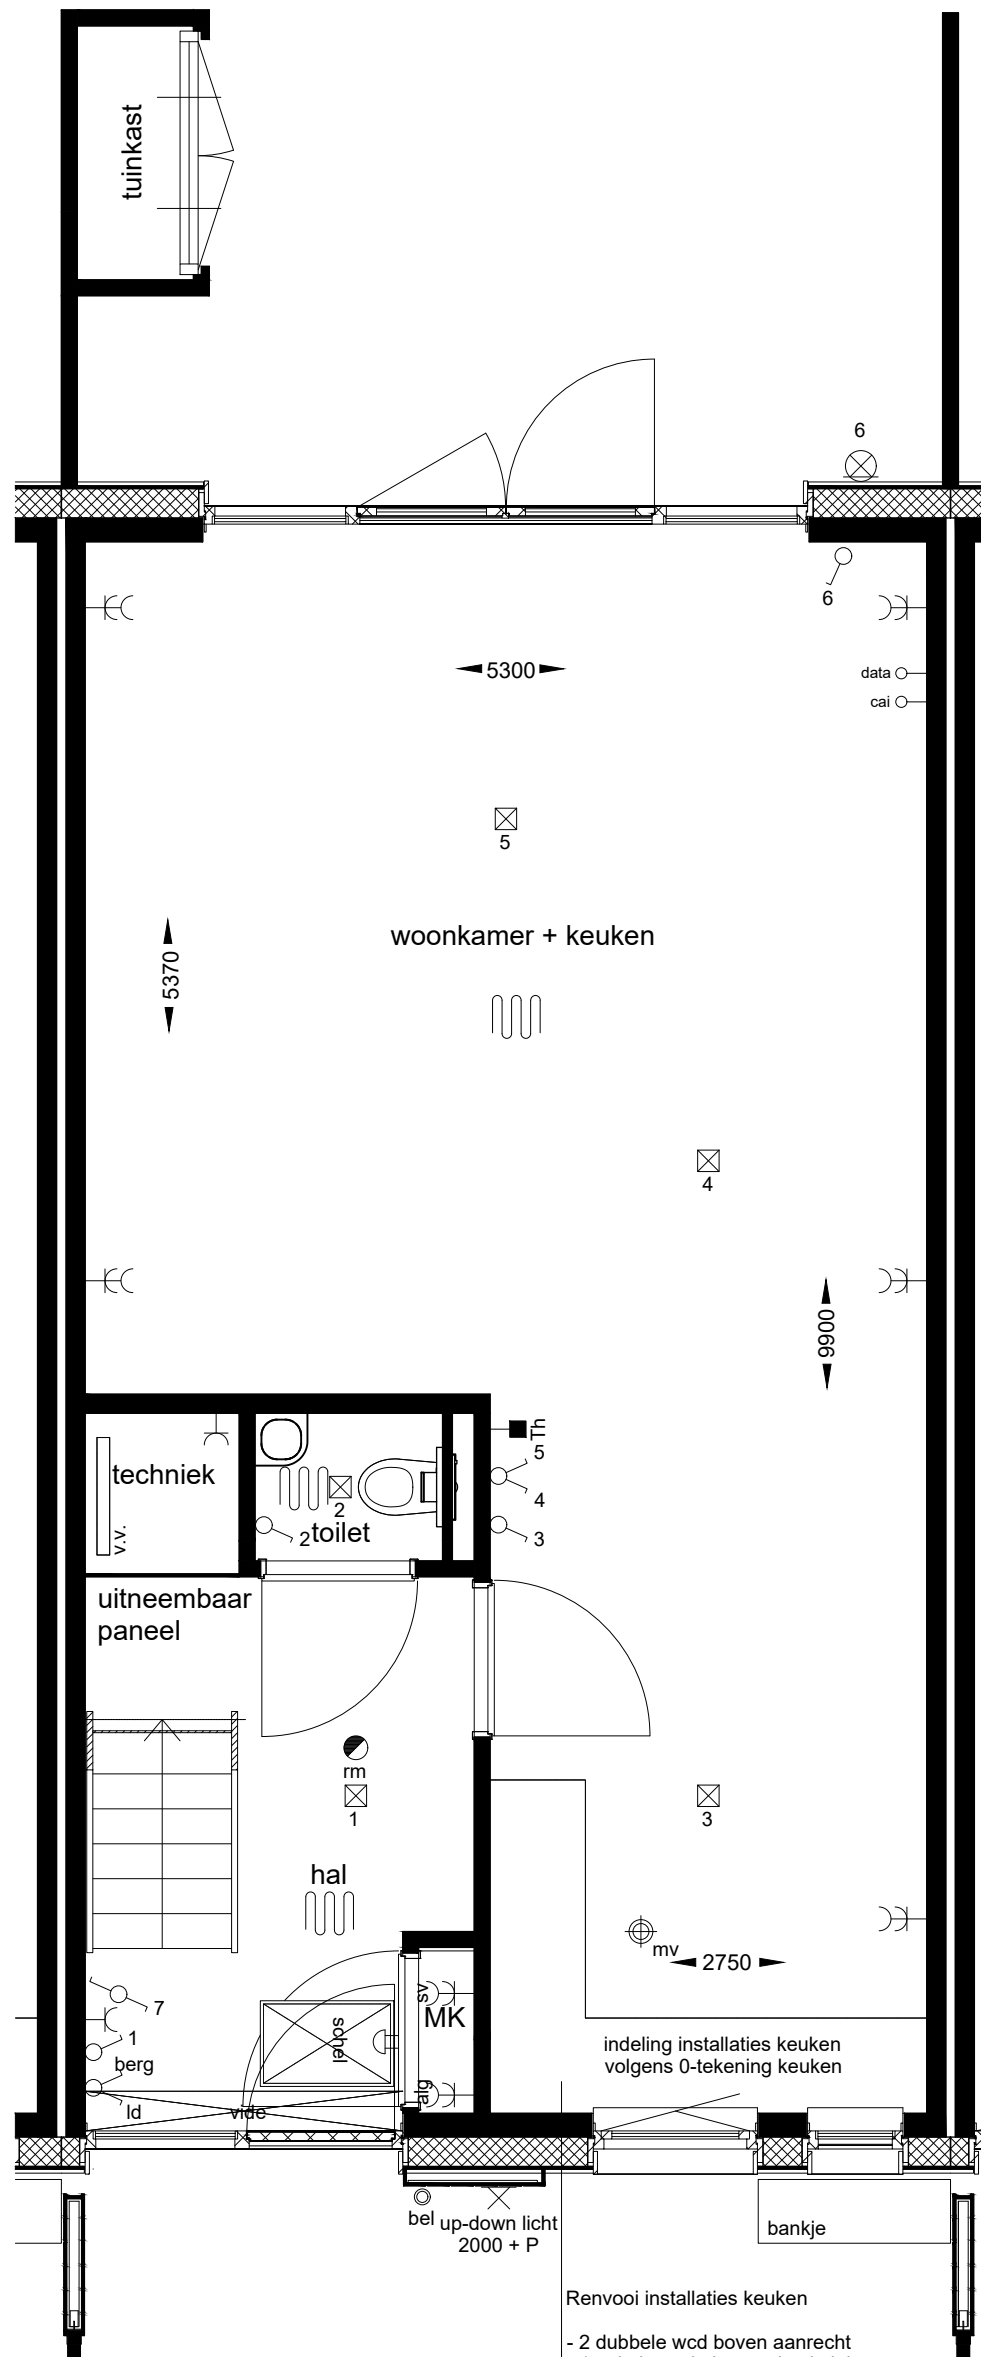 tuinkast
6
6
5300
data
cai
5
woonkamer + keuken
5370
4
9900
Th
5
4
3
techniek
v.v.
2
2
toilet
uitneembaar
paneel
rm
1
3
hal
mv
2750
7
1
berg
ld
vide
schel
sv
MK
alg
indeling installaties keuken
volgens 0-tekening keuken
bel
up-down licht
2000 + P
bankje
Renvooi installaties keuken
- 2 dubbele wcd boven aanrecht